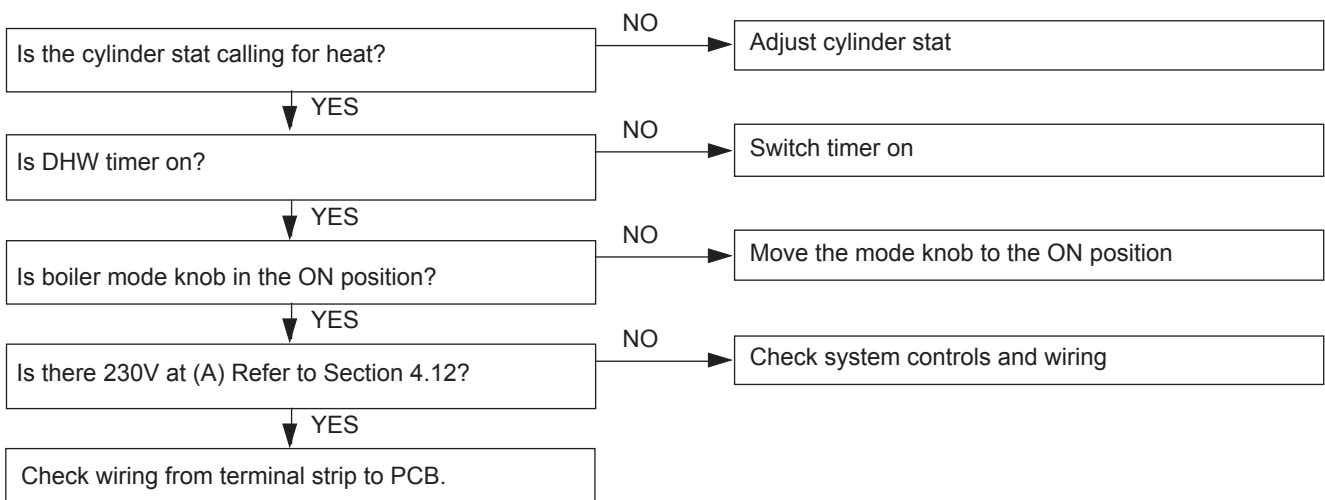 NO
Is the cylinder stat calling for heat?
Adjust cylinder stat
YES
NO
Is DHW timer on?
Switch timer on
YES
NO
Is boiler mode knob in the ON position?
Move the mode knob to the ON position
YES
NO
Is there 230V at (A) Refer to Section 4.12?
Check system controls and wiring
YES
Check wiring from terminal strip to PCB.